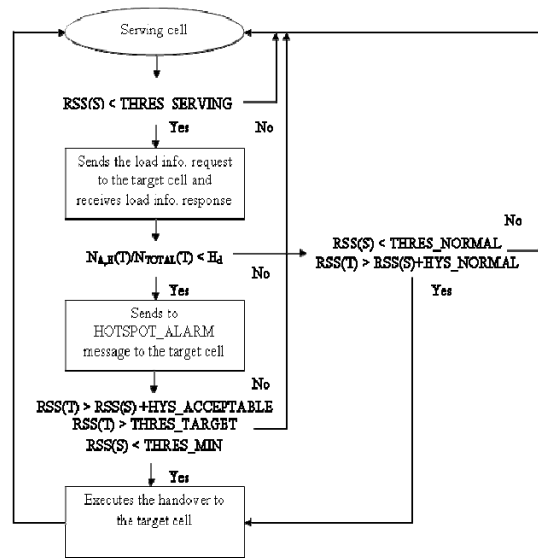 Serving cell
RSS(S) < THRES_SERVING
Yes
No
Sends the load info. request
to the target cell and
receives load info. response
N_A,H(T)/N_TOTAL(T) < H_d
No
Yes
RSS(S) < THRES_NORMAL
RSS(T) > RSS(S)+HYS_NORMAL
No
Yes
Sends to
HOTSPOT_ALARM
message to the target cell
No
RSS(T) > RSS(S)+HYS_ACCEPTABLE
RSS(T) > THRES_TARGET
RSS(S) < THRES_MIN
Yes
Executes the handover to
the target cell